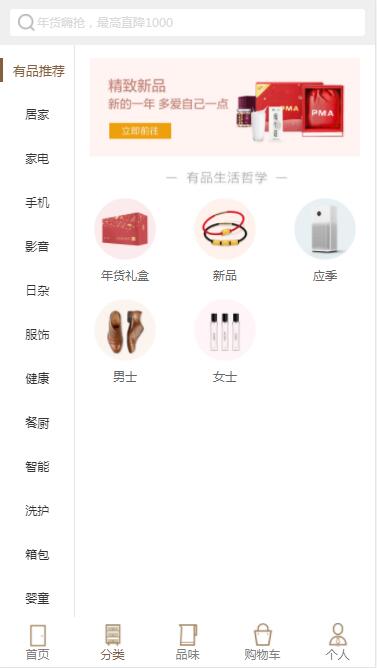 年货嗨抢，最高直降1000
有品推荐
居家
家电
手机
影音
日杂
服饰
健康
餐厨
智能
洗护
箱包
婴童
精致新品
新的一年 多爱自己一点
立即前往
PMA
PMA
— 有品生活哲学 —
年货礼盒
新品
应季
男士
女士
首页
分类
品味
购物车
个人